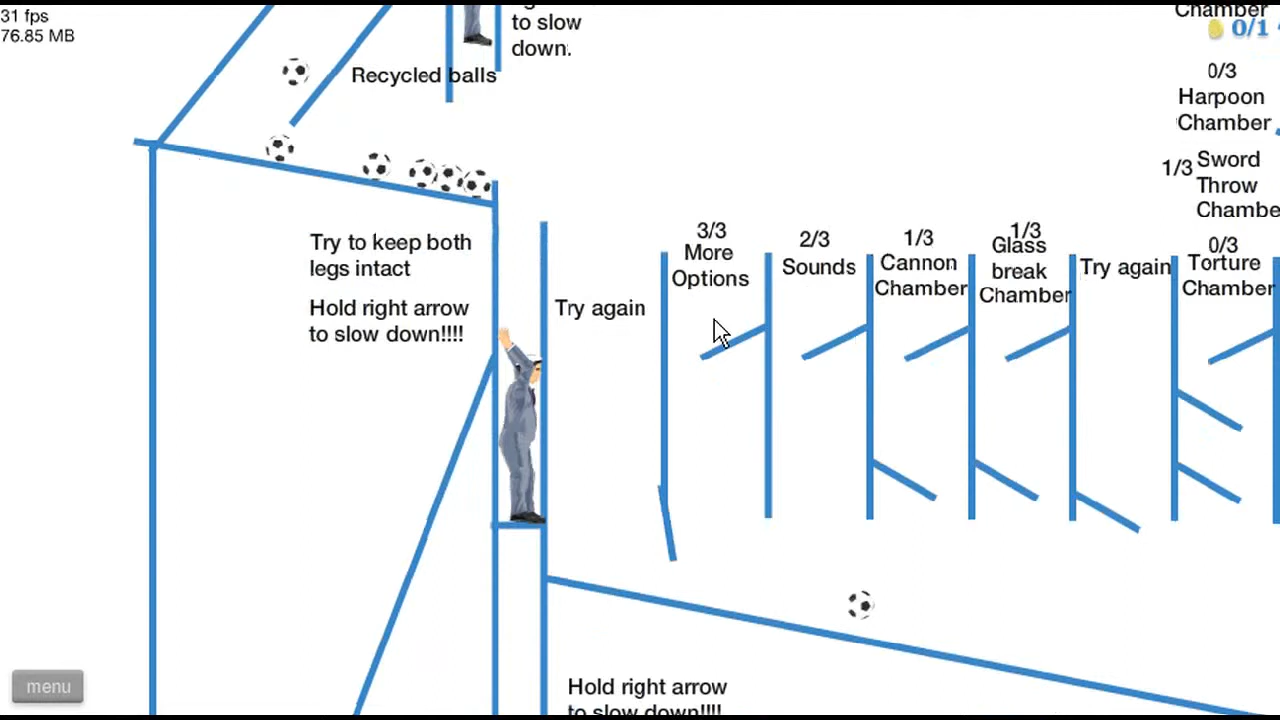 31 fps
76.85 MB
to slow
down.
Recycled balls
Chamber
0/1
0/3
Harpoon
Chamber
1/3
Sword
Throw
Chambe
Try to keep both
legs intact
Hold right arrow
to slow down!!!!
Try again
3/3
More
Options
2/3
Sounds
1/3
Cannon
Chamber
1/3
Glass
break
Chamber
Try again
0/3
Torture
Chamber
menu
Hold right arrow
to slow down!!!!